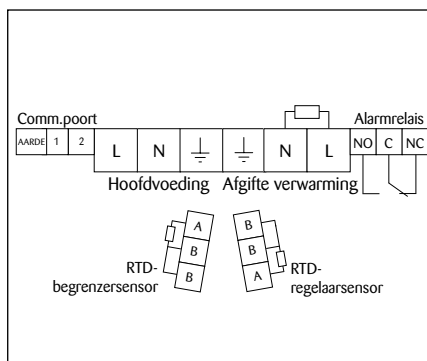 Comm.poort Alarmrelais
AARDE 1 2 L N N L NO C NC
Hoofdvoeding Afgifte verwarming
A B B
B B A
RTD-
begrenzersensor
RTD-
regelaarsensor